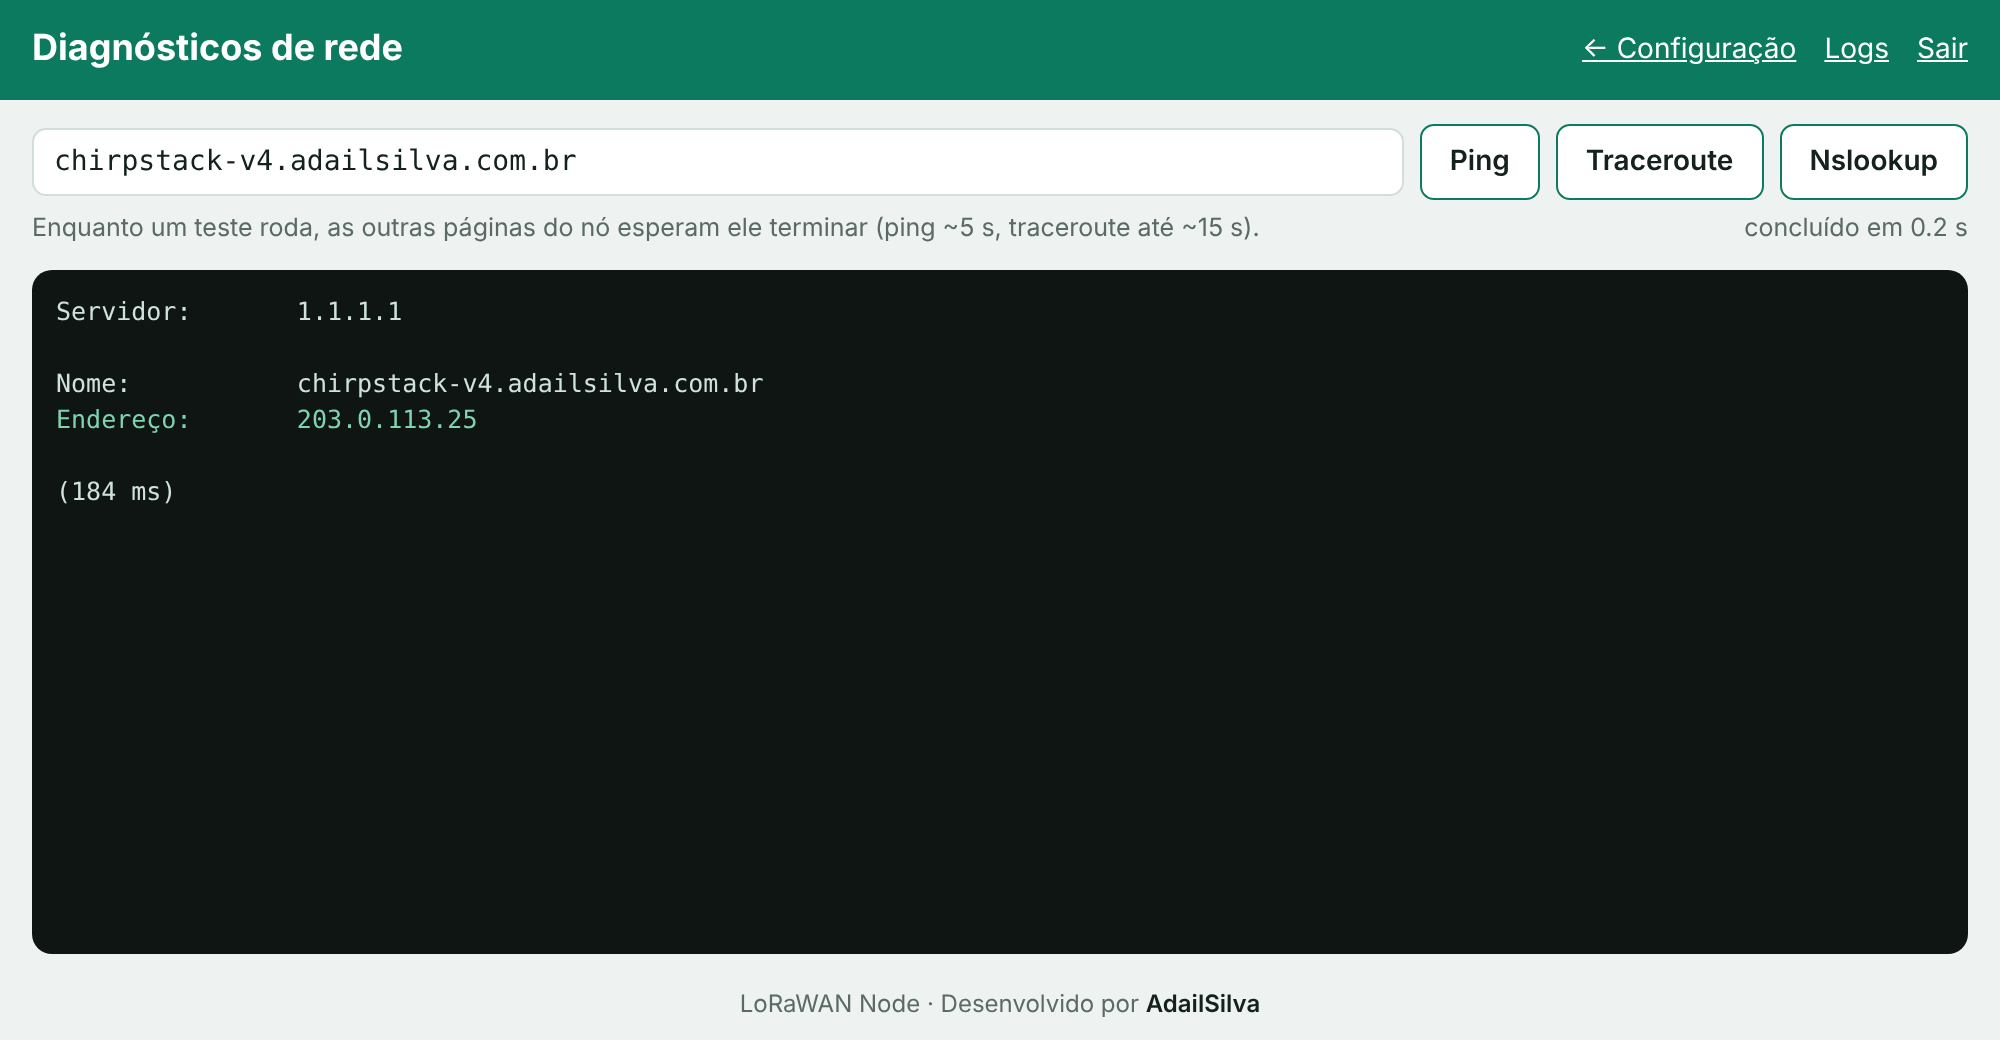 Diagnósticos de rede
← Configuração Logs Sair
chirpstack-v4.adailsilva.com.br
Ping
Traceroute
Nslookup
Enquanto um teste roda, as outras páginas do nó esperam ele terminar (ping ~5 s, traceroute até ~15 s).
concluído em 0.2 s
Servidor: 1.1.1.1
Nome: chirpstack-v4.adailsilva.com.br
Endereço: 203.0.113.25
(184 ms)
LoRaWAN Node · Desenvolvido por AdailSilva